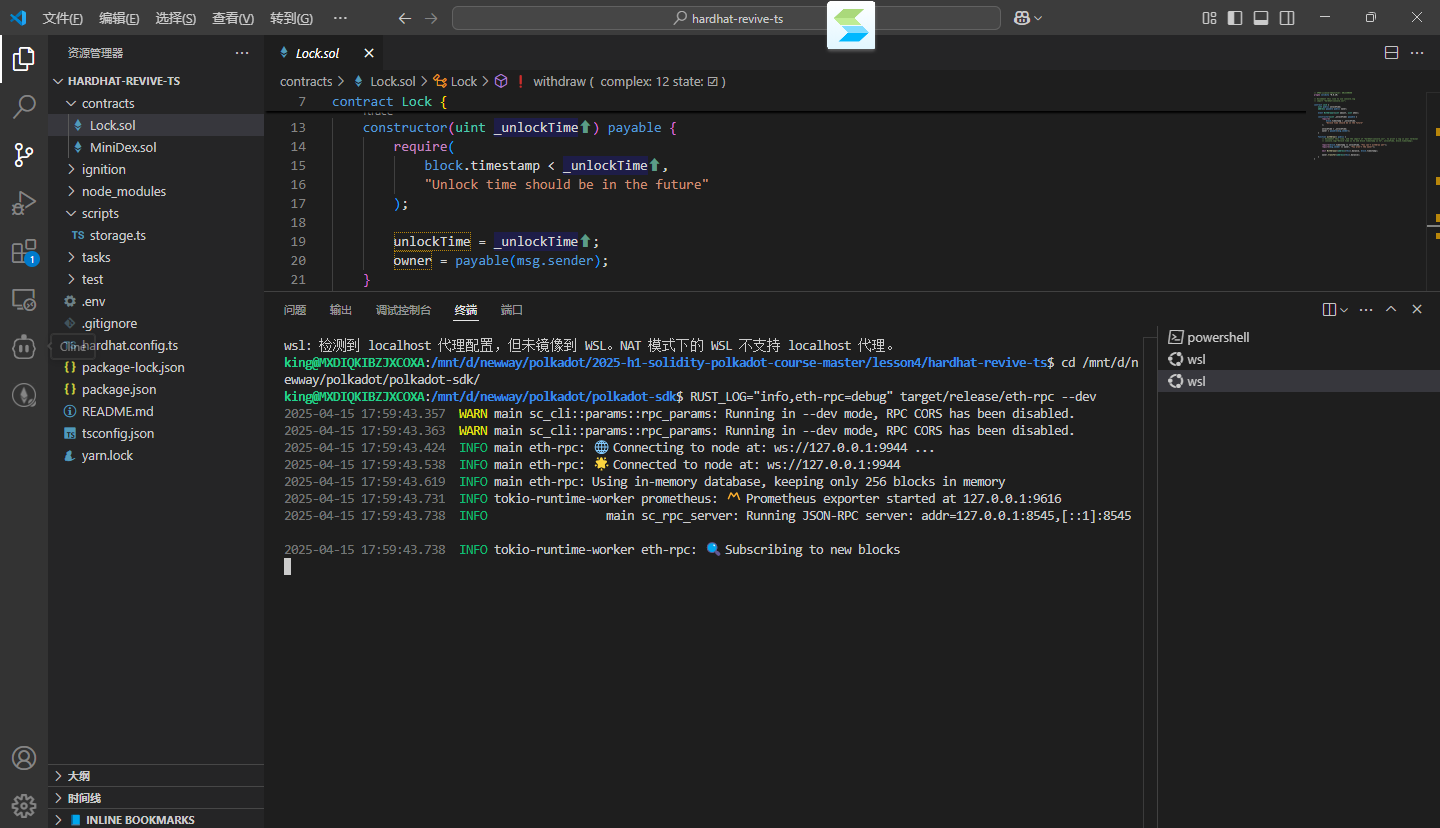 文件(F) 编辑(E) 选择(S) 查看(V) 转到(G) ··· hardhat-revive-ts
资源管理器
HARDHAT-REVIVE-TS
contracts
Lock.sol
MiniDex.sol
ignition
node_modules
scripts
TS storage.ts
tasks
test
.env
.gitignore
hardhat.config.ts
Cline
package-lock.json
package.json
README.md
tsconfig.json
yarn.lock
1
大纲
时间线
INLINE BOOKMARKS
Lock.sol
contracts > Lock.sol > Lock > withdraw ( complex: 12 state: ☑ )
7 contract Lock {
13 constructor(uint _unlockTime⬆) payable {
14 require(
15 block.timestamp < _unlockTime⬆,
16 "Unlock time should be in the future"
17 );
18
19 unlockTime = _unlockTime⬆;
20 owner = payable(msg.sender);
21 }
问题 输出 调试控制台 终端 端口
wsl: 检测到 localhost 代理配置，但未镜像到 WSL。NAT 模式下的 WSL 不支持 localhost 代理。
king@MXDIQKIBZJXCOXA:/mnt/d/newway/polkadot/2025-h1-solidity-polkadot-course-master/lesson4/hardhat-revive-ts$ cd /mnt/d/n
ewway/polkadot/polkadot-sdk/
king@MXDIQKIBZJXCOXA:/mnt/d/newway/polkadot/polkadot-sdk$ RUST_LOG="info,eth-rpc=debug" target/release/eth-rpc --dev
2025-04-15 17:59:43.357 WARN main sc_cli::params::rpc_params: Running in --dev mode, RPC CORS has been disabled.
2025-04-15 17:59:43.363 WARN main sc_cli::params::rpc_params: Running in --dev mode, RPC CORS has been disabled.
2025-04-15 17:59:43.424 INFO main eth-rpc: 🌐 Connecting to node at: ws://127.0.0.1:9944 ...
2025-04-15 17:59:43.538 INFO main eth-rpc: 🌟 Connected to node at: ws://127.0.0.1:9944
2025-04-15 17:59:43.619 INFO main eth-rpc: Using in-memory database, keeping only 256 blocks in memory
2025-04-15 17:59:43.731 INFO tokio-runtime-worker prometheus: 〽️ Prometheus exporter started at 127.0.0.1:9616
2025-04-15 17:59:43.738 INFO main sc_rpc_server: Running JSON-RPC server: addr=127.0.0.1:8545,[::1]:8545
2025-04-15 17:59:43.738 INFO tokio-runtime-worker eth-rpc: 🔍 Subscribing to new blocks
powershell
wsl
wsl